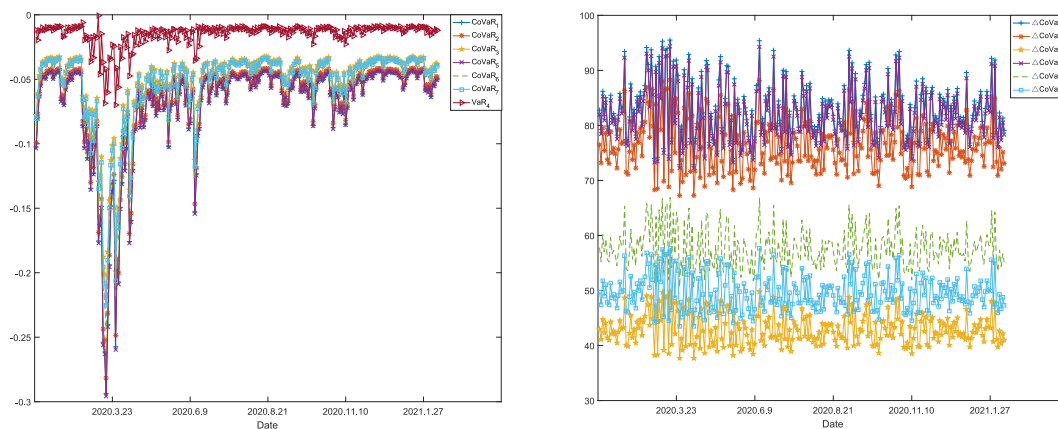 0
-0.05
-0.1
-0.15
-0.2
-0.25
-0.3
2020.3.23 2020.6.9 2020.8.21 2020.11.10 2021.1.27
Date
CoVaR1
CoVaR2
CoVaR3
CoVaR5
CoVaR6
CoVaR7
VaR4
100
90
80
70
60
50
40
30
2020.3.23 2020.6.9 2020.8.21 2020.11.10 2021.1.27
Date
△CoVa
△CoVa
△CoVa
△CoVa
△CoVa